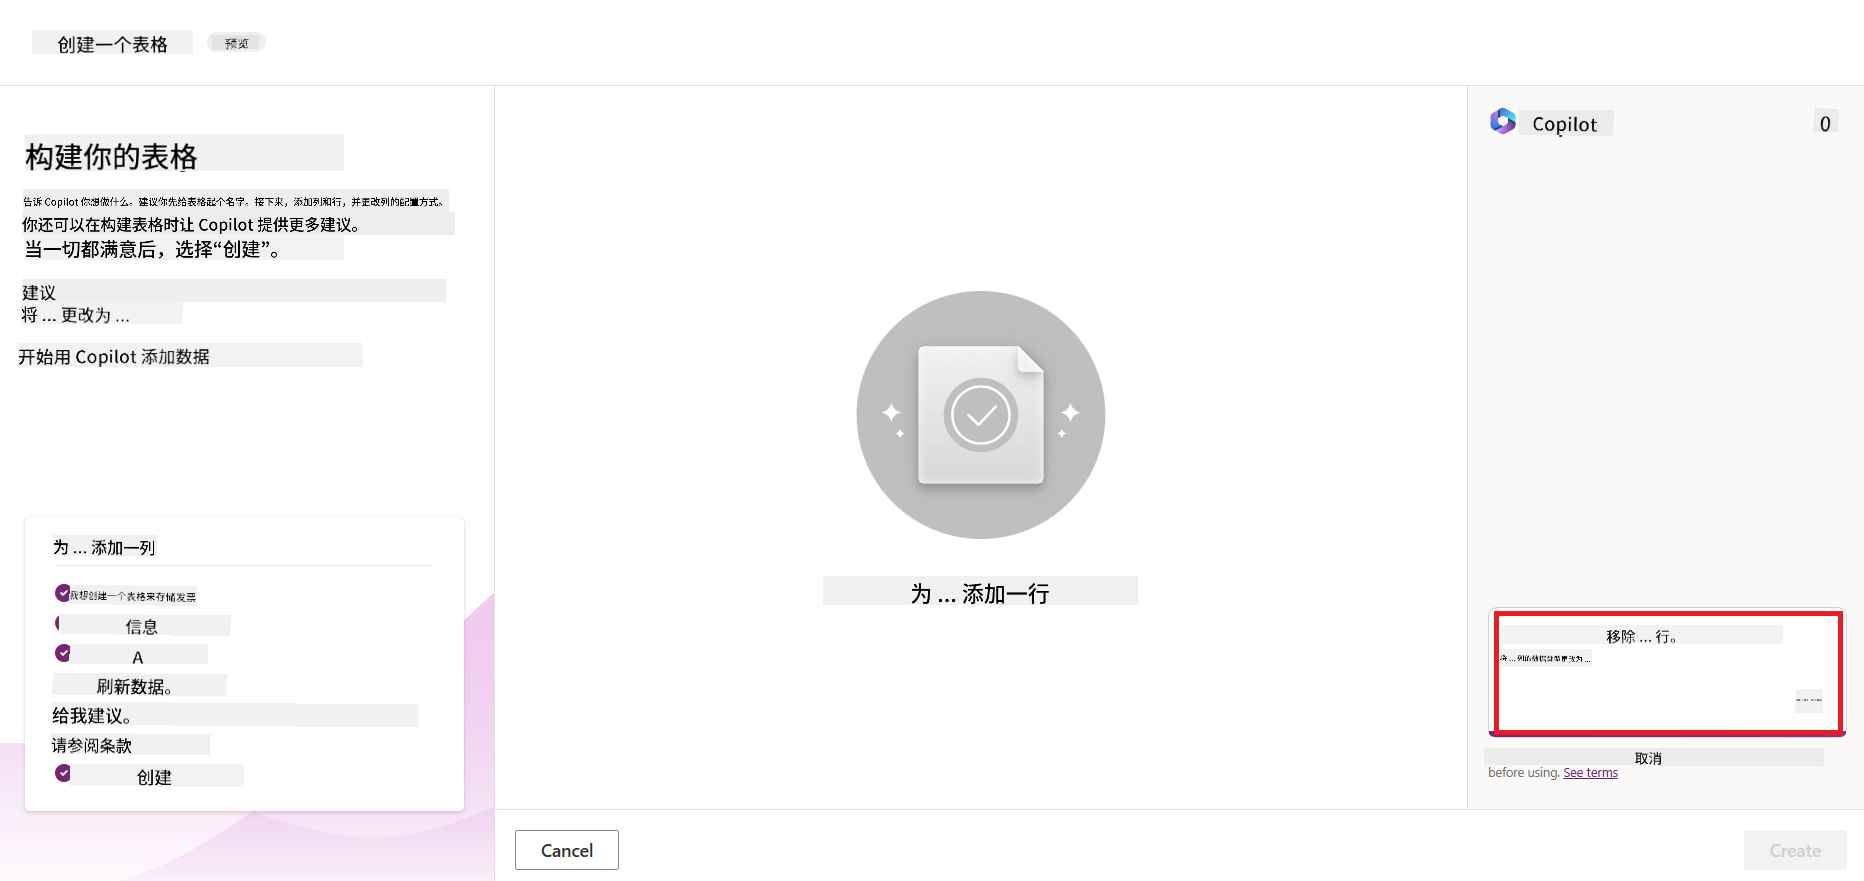 创建一个表格
预览
构建你的表格
告诉 Copilot 你想做什么。建议你先给表格起个名字。接下来，添加列和行，并更改列的配置方式。
你还可以在构建表格时让 Copilot 提供更多建议。
当一切都满意后，选择“创建”。
建议
将 ... 更改为 ...
开始用 Copilot 添加数据
为 ... 添加一列
我想创建一个表格来存储发票
信息
A
刷新数据。
给我建议。
请参阅条款
创建
为 ... 添加一行
Copilot
0
移除 ... 行。
将 ... 列的数据类型更改为 ...
取消
before using. See terms
Cancel
Create